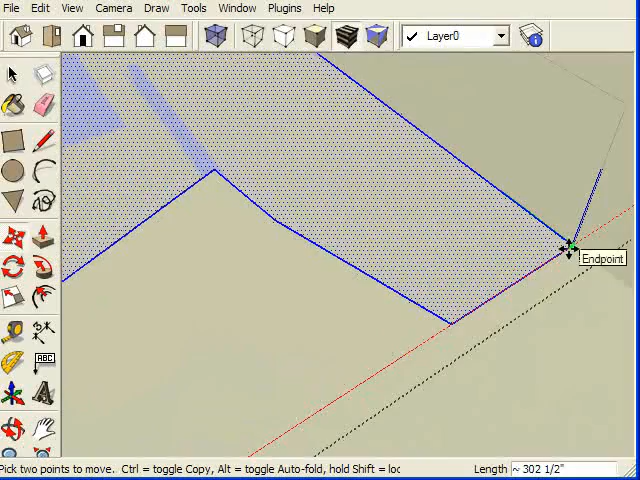 File Edit View Camera Draw Tools Window Plugins Help
Layer0
ABC
Endpoint
Pick two points to move. Ctrl = toggle Copy, Alt = toggle Auto-fold, hold Shift = loc
Length ~ 302 1/2"